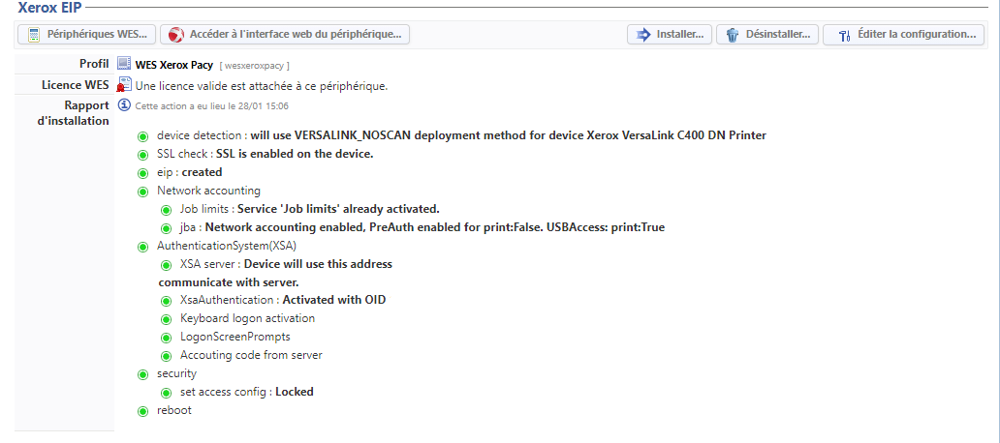 Xerox EIP
Périphériques WES... Accéder à l'interface web du périphérique... Installer... Désinstaller... Éditer la configuration...
Profil WES Xerox Pacy [ wesxeroxpacy ]
Licence WES Une licence valide est attachée à ce périphérique.
Rapport d'installation Cette action a eu lieu le 28/01 15:06
device detection : will use VERSALINK_NOSCAN deployment method for device Xerox VersaLink C400 DN Printer
SSL check : SSL is enabled on the device.
eip : created
Network accounting
Job limits : Service 'Job limits' already activated.
jba : Network accounting enabled, PreAuth enabled for print:False. USBAccess: print:True
AuthenticationSystem(XSA)
XSA server : Device will use this address
communicate with server.
XsaAuthentication : Activated with OID
Keyboard logon activation
LogonScreenPrompts
Accouting code from server
security
set access config : Locked
reboot